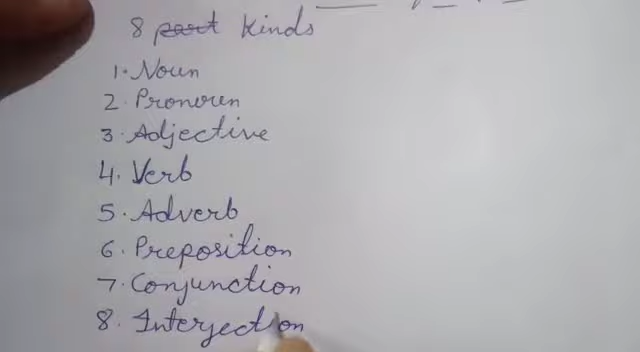 8 part Kinds
1. Noun
2. Pronoun
3. Adjective
4. Verb
5. Adverb
6. Preposition
7. Conjunction
8. Interjection